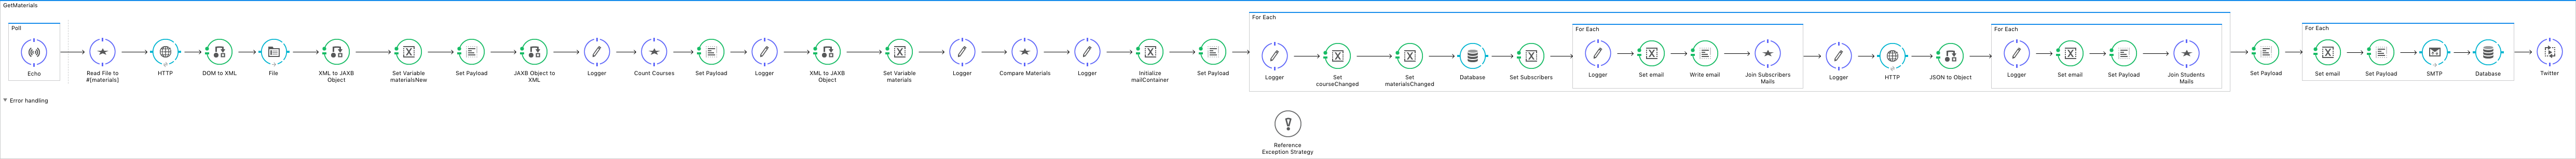 GetMaterials
Poll
Echo
Read File to
#[materials]
HTTP
DOM to XML
File
XML to JAXB
Object
Set Variable
materialsNew
Set Payload
JAXB Object to
XML
Logger
Count Courses
Set Payload
Logger
XML to JAXB
Object
Set Variable
materials
Logger
Compare Materials
Logger
Initialize
mailContainer
Set Payload
For Each
Logger
Set
courseChanged
Set
materialsChanged
Database
Set Subscribers
For Each
Logger
Set email
Write email
Join Subscribers
Mails
Logger
HTTP
JSON to Object
For Each
Logger
Set email
Set Payload
Join Students
Mails
Set Payload
For Each
Set email
Set Payload
SMTP
Database
Twitter
Error handling
Reference
Exception Strategy